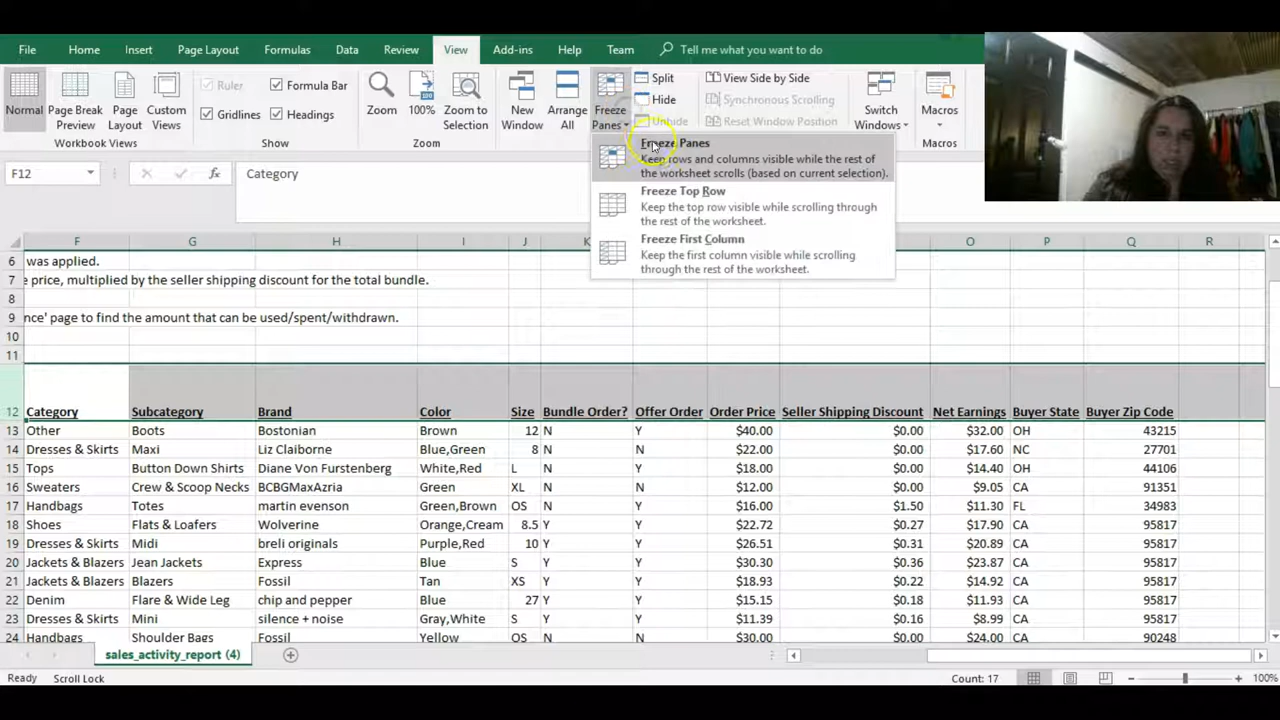 File Home Insert Page Layout Formulas Data Review View Add-ins Help Team Tell me what you want to do
Normal
Page Break
Preview
Page
Layout
Custom
Views
Workbook Views
Ruler Formula Bar
Gridlines Headings
Show
Zoom
100%
Zoom to
Selection
Zoom
New
Window
Arrange
All
Freeze
Panes
Split
Hide
Unhide
View Side by Side
Synchronous Scrolling
Reset Window Position
Switch
Windows
Macros
Macros
Freeze Panes
Keep rows and columns visible while the rest of
the worksheet scrolls (based on current selection).
Freeze Top Row
Keep the top row visible while scrolling through
the rest of the worksheet.
Freeze First Column
Keep the first column visible while scrolling
through the rest of the worksheet.
F12 fx Category
F G H I J K O P Q R
6 was applied.
7 e price, multiplied by the seller shipping discount for the total bundle.
8
9 nce' page to find the amount that can be used/spent/withdrawn.
10
11
12 Category Subcategory Brand Color Size Bundle Order? Offer Order Order Price Seller Shipping Discount Net Earnings Buyer State Buyer Zip Code
13 Other Boots Bostonian Brown 12 N Y $40.00 $0.00 $32.00 OH 43215
14 Dresses & Skirts Maxi Liz Claiborne Blue,Green 8 N N $22.00 $0.00 $17.60 NC 27701
15 Tops Button Down Shirts Diane Von Furstenberg White,Red L N Y $18.00 $0.00 $14.40 OH 44106
16 Sweaters Crew & Scoop Necks BCBGMaxAzria Green XL N N $12.00 $0.00 $9.05 CA 91351
17 Handbags Totes martin evenson Green,Brown OS N Y $16.00 $1.50 $11.30 FL 34983
18 Shoes Flats & Loafers Wolverine Orange,Cream 8.5 Y Y $22.72 $0.27 $17.90 CA 95817
19 Dresses & Skirts Midi breli originals Purple,Red 10 Y Y $26.51 $0.31 $20.89 CA 95817
20 Jackets & Blazers Jean Jackets Express Blue S Y Y $30.30 $0.36 $23.87 CA 95817
21 Jackets & Blazers Blazers Fossil Tan XS Y Y $18.93 $0.22 $14.92 CA 95817
22 Denim Flare & Wide Leg chip and pepper Blue 27 Y Y $15.15 $0.18 $11.93 CA 95817
23 Dresses & Skirts Mini silence + noise Gray,White S Y Y $11.39 $0.16 $8.99 CA 95817
24 Handbags Shoulder Bags Fossil Yellow OS N N $30.00 $0.00 $24.00 CA 90248
sales_activity_report (4)
Ready Scroll Lock Count: 17 100%